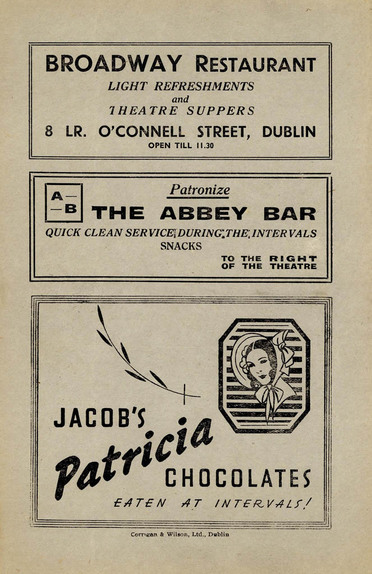 BROADWAY RESTAURANT
LIGHT REFRESHMENTS
and
THEATRE SUPPERS
8 LR. O'CONNELL STREET, DUBLIN
OPEN TILL 11.30
A–
–B
Patronize
THE ABBEY BAR
QUICK CLEAN SERVICE DURING THE INTERVALS
SNACKS
TO THE RIGHT
OF THE THEATRE
JACOB'S
Patricia
CHOCOLATES
EATEN AT INTERVALS!
Corrigan & Wilson, Ltd., Dublin